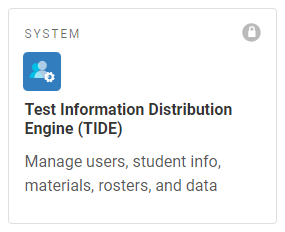 SYSTEM
Test Information Distribution
Engine (TIDE)
Manage users, student info,
materials, rosters, and data